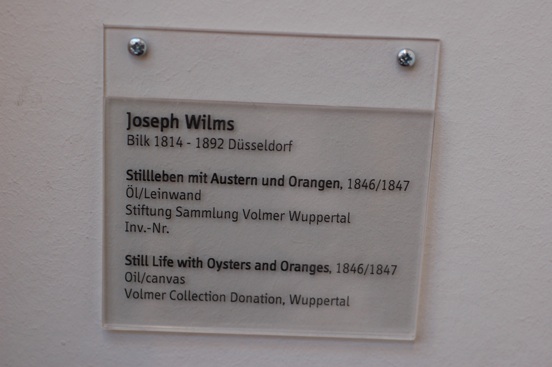 Joseph Wilms
Bilk 1814 - 1892 Düsseldorf
Stillleben mit Austern und Orangen, 1846/1847
Öl/Leinwand
Stiftung Sammlung Volmer Wuppertal
Inv.-Nr.
Still Life with Oysters and Oranges, 1846/1847
Oil/canvas
Volmer Collection Donation, Wuppertal